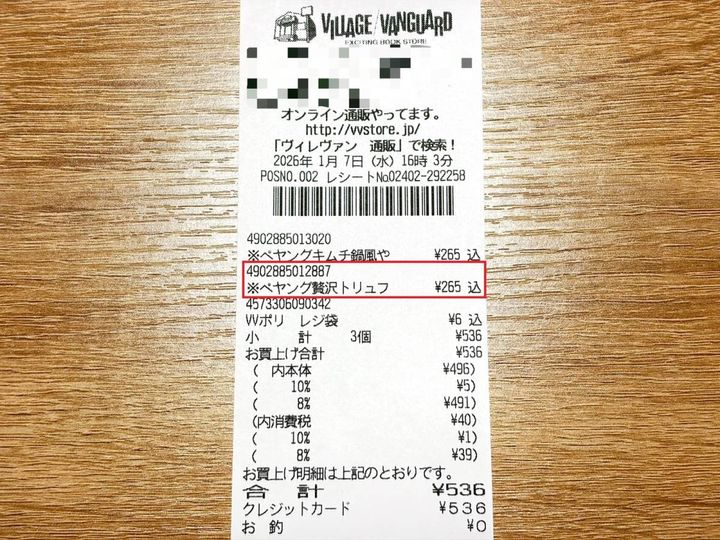 VILLAGE/VANGUARD
EXCITING BOOK STORE
オンライン通販やってます。
http://vvstore.jp/
「ヴィレヴァン 通販」で検索!
2026年 1月 7日(水) 16時 3分
POSNO.002 レシート№02402-292258
4902885013020
※ペヤングキムチ鍋風や ¥265 込
4902885012887
※ペヤング贅沢トリュフ ¥265 込
4573306090342
VVポリ レジ袋 ¥6 込
小 計 3個 ¥536
お買上げ合計 ¥536
( 内本体 ¥496)
( 10% ¥5)
( 8% ¥491)
(内消費税 ¥40)
( 10% ¥1)
( 8% ¥39)
お買上げ明細は上記のとおりです。
合 計 ¥536
クレジットカード ¥536
お 釣 ¥0